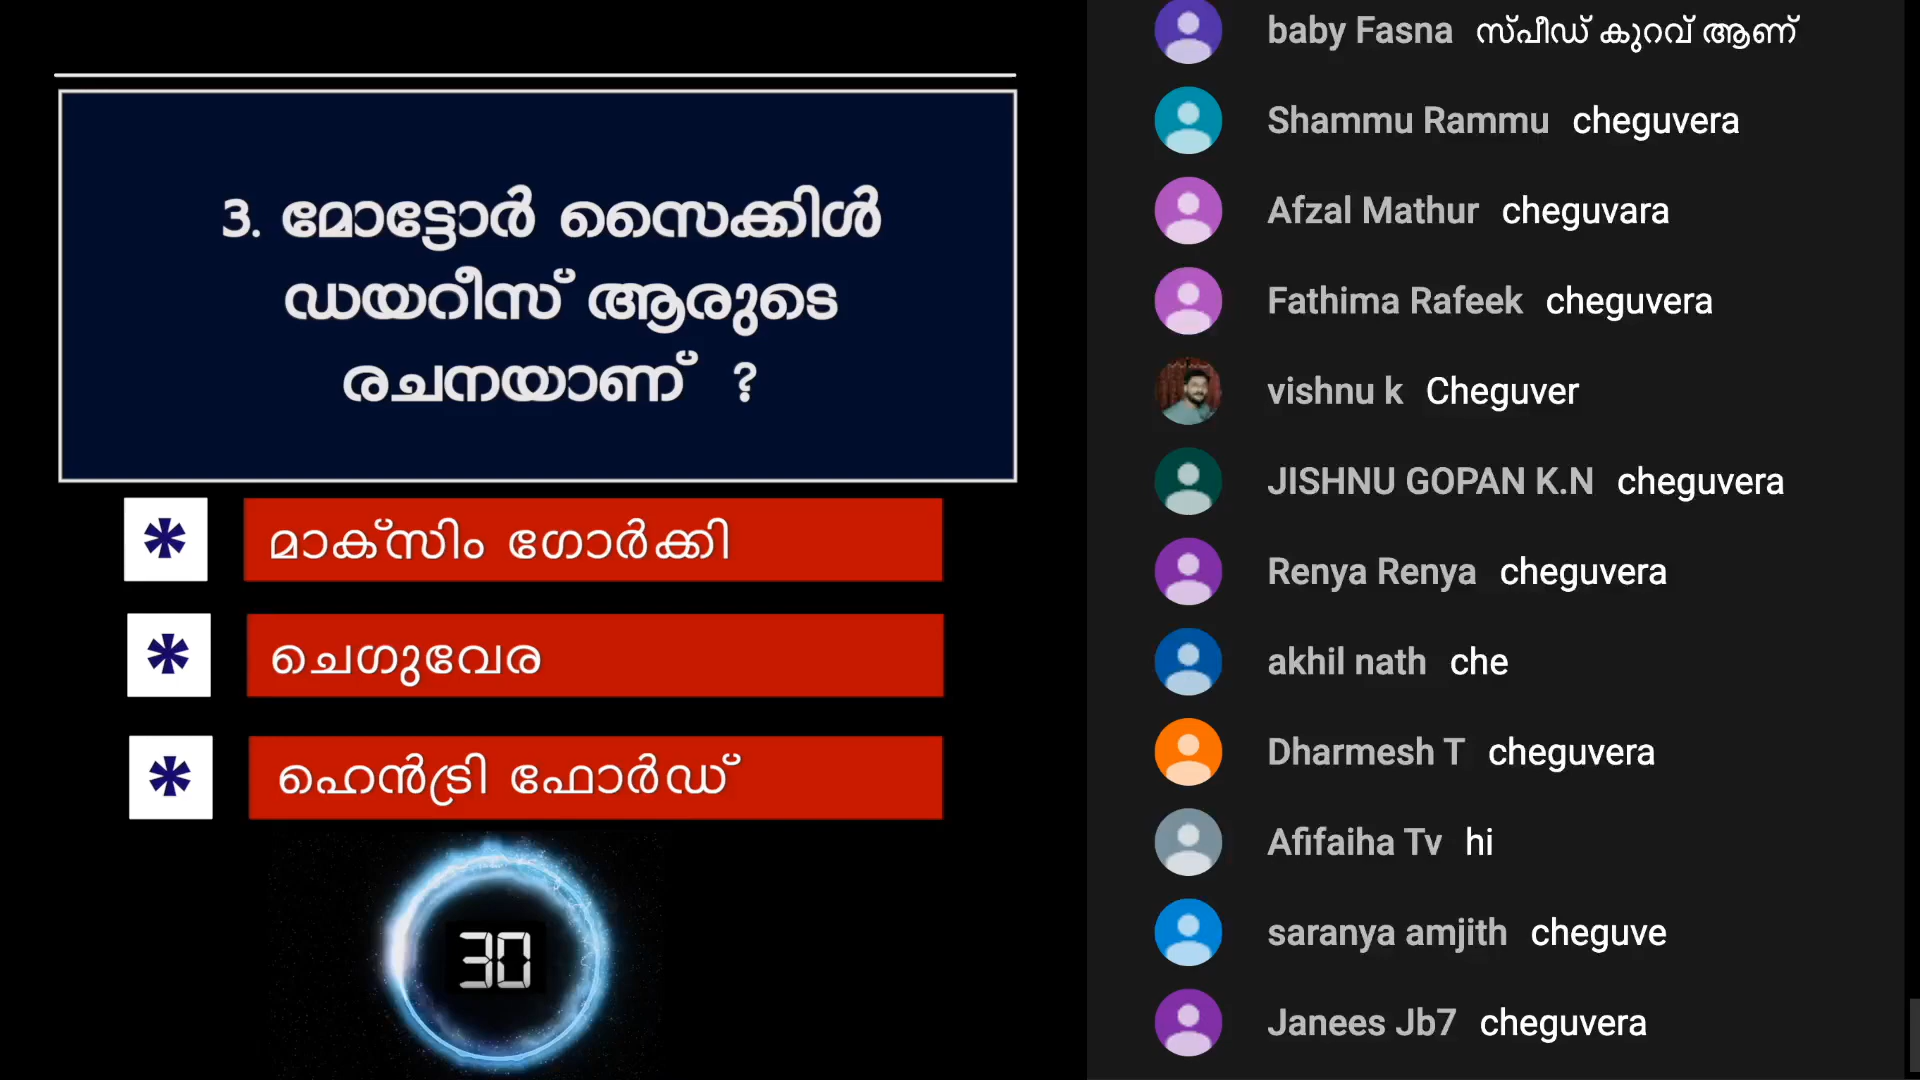 3. മോട്ടോർ സൈക്കിൾ
ഡയറീസ് ആരുടെ
രചനയാണ് ?
* മാക്സിം ഗോർക്കി
* ചെഗുവേര
* ഹെൻട്രി ഫോർഡ്
30
baby Fasna സ്പീഡ് കുറവ് ആണ്
Shammu Rammu cheguvera
Afzal Mathur cheguvara
Fathima Rafeek cheguvera
vishnu k Cheguver
JISHNU GOPAN K.N cheguvera
Renya Renya cheguvera
akhil nath che
Dharmesh T cheguvera
Afifaiha Tv hi
saranya amjith cheguve
Janees Jb7 cheguvera